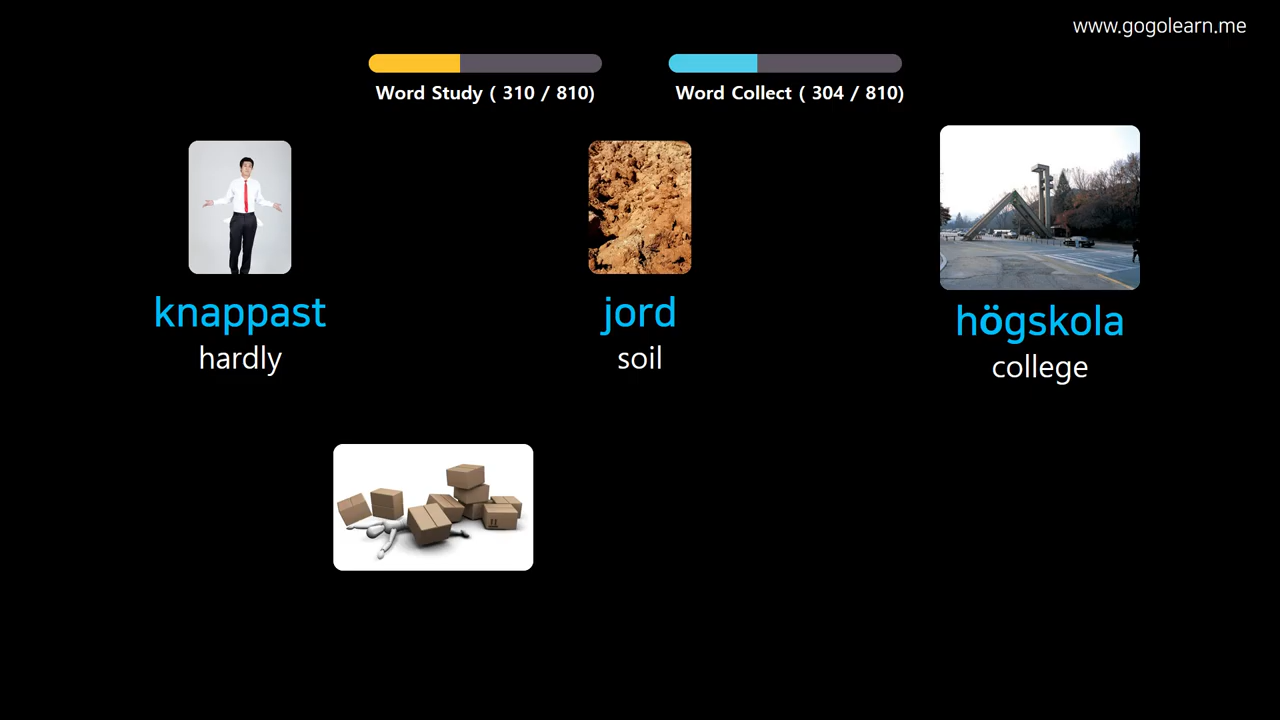 www.gogolearn.me
Word Study ( 310 / 810)
Word Collect ( 304 / 810)
knappast
hardly
jord
soil
högskola
college